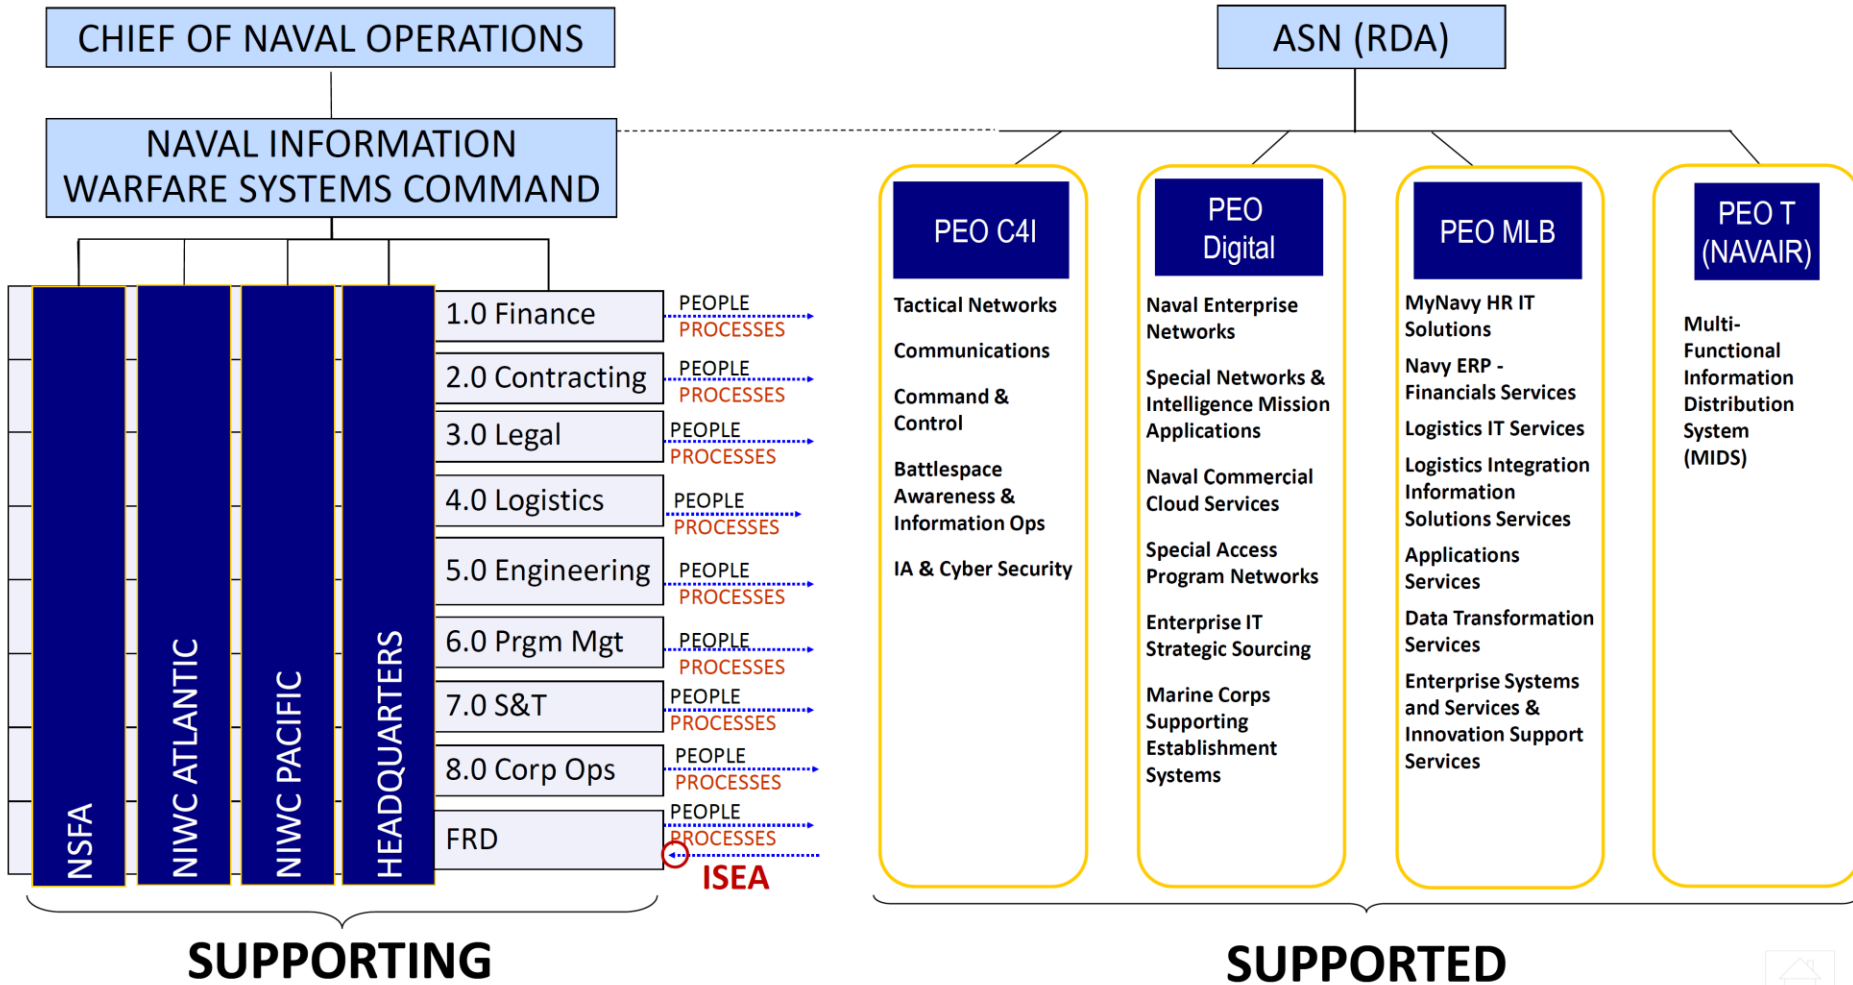 CHIEF OF NAVAL OPERATIONS
ASN (RDA)
NAVAL INFORMATION
WARFARE SYSTEMS COMMAND
NSFA
NIWC ATLANTIC
NIWC PACIFIC
HEADQUARTERS
1.0 Finance
PEOPLE
PROCESSES
2.0 Contracting
PEOPLE
PROCESSES
3.0 Legal
PEOPLE
PROCESSES
4.0 Logistics
PEOPLE
PROCESSES
5.0 Engineering
PEOPLE
PROCESSES
6.0 Prgm Mgt
PEOPLE
PROCESSES
7.0 S&T
PEOPLE
PROCESSES
8.0 Corp Ops
PEOPLE
PROCESSES
FRD
PEOPLE
PROCESSES
ISEA
SUPPORTING
PEO C4I
Tactical Networks
Communications
Command &
Control
Battlespace
Awareness &
Information Ops
IA & Cyber Security
PEO
Digital
Naval Enterprise
Networks
Special Networks &
Intelligence Mission
Applications
Naval Commercial
Cloud Services
Special Access
Program Networks
Enterprise IT
Strategic Sourcing
Marine Corps
Supporting
Establishment
Systems
PEO MLB
MyNavy HR IT
Solutions
Navy ERP -
Financials Services
Logistics IT Services
Logistics Integration
Information
Solutions Services
Applications
Services
Data Transformation
Services
Enterprise Systems
and Services &
Innovation Support
Services
PEO T
(NAVAIR)
Multi-
Functional
Information
Distribution
System
(MIDS)
SUPPORTED